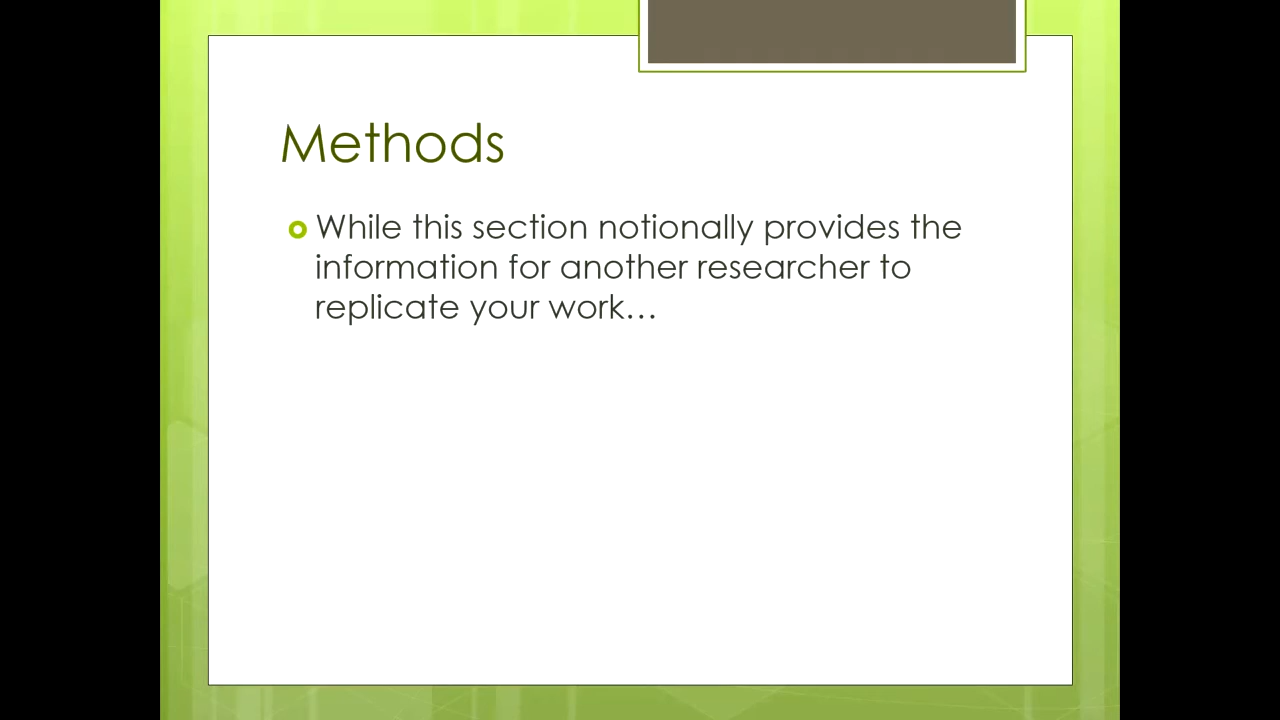 Methods
While this section notionally provides the
information for another researcher to
replicate your work…